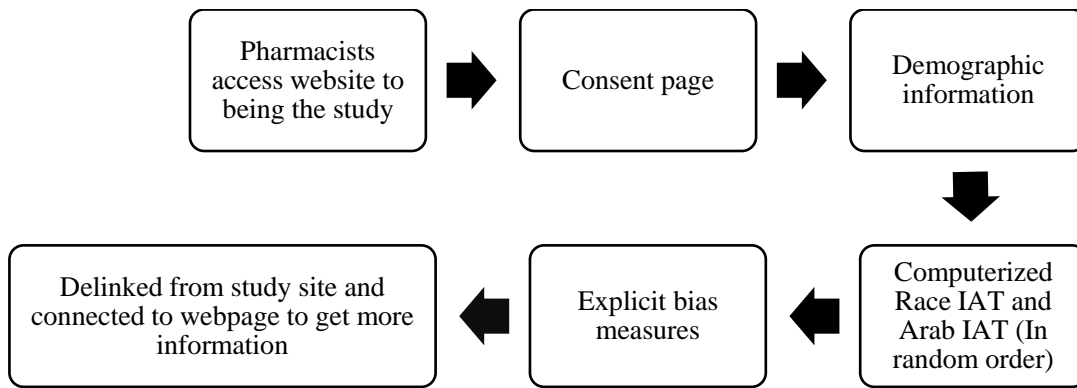 Pharmacists
access website to
being the study
Consent page
Demographic
information
Computerized
Race IAT and
Arab IAT (In
random order)
Explicit bias
measures
Delinked from study site and
connected to webpage to get more
information